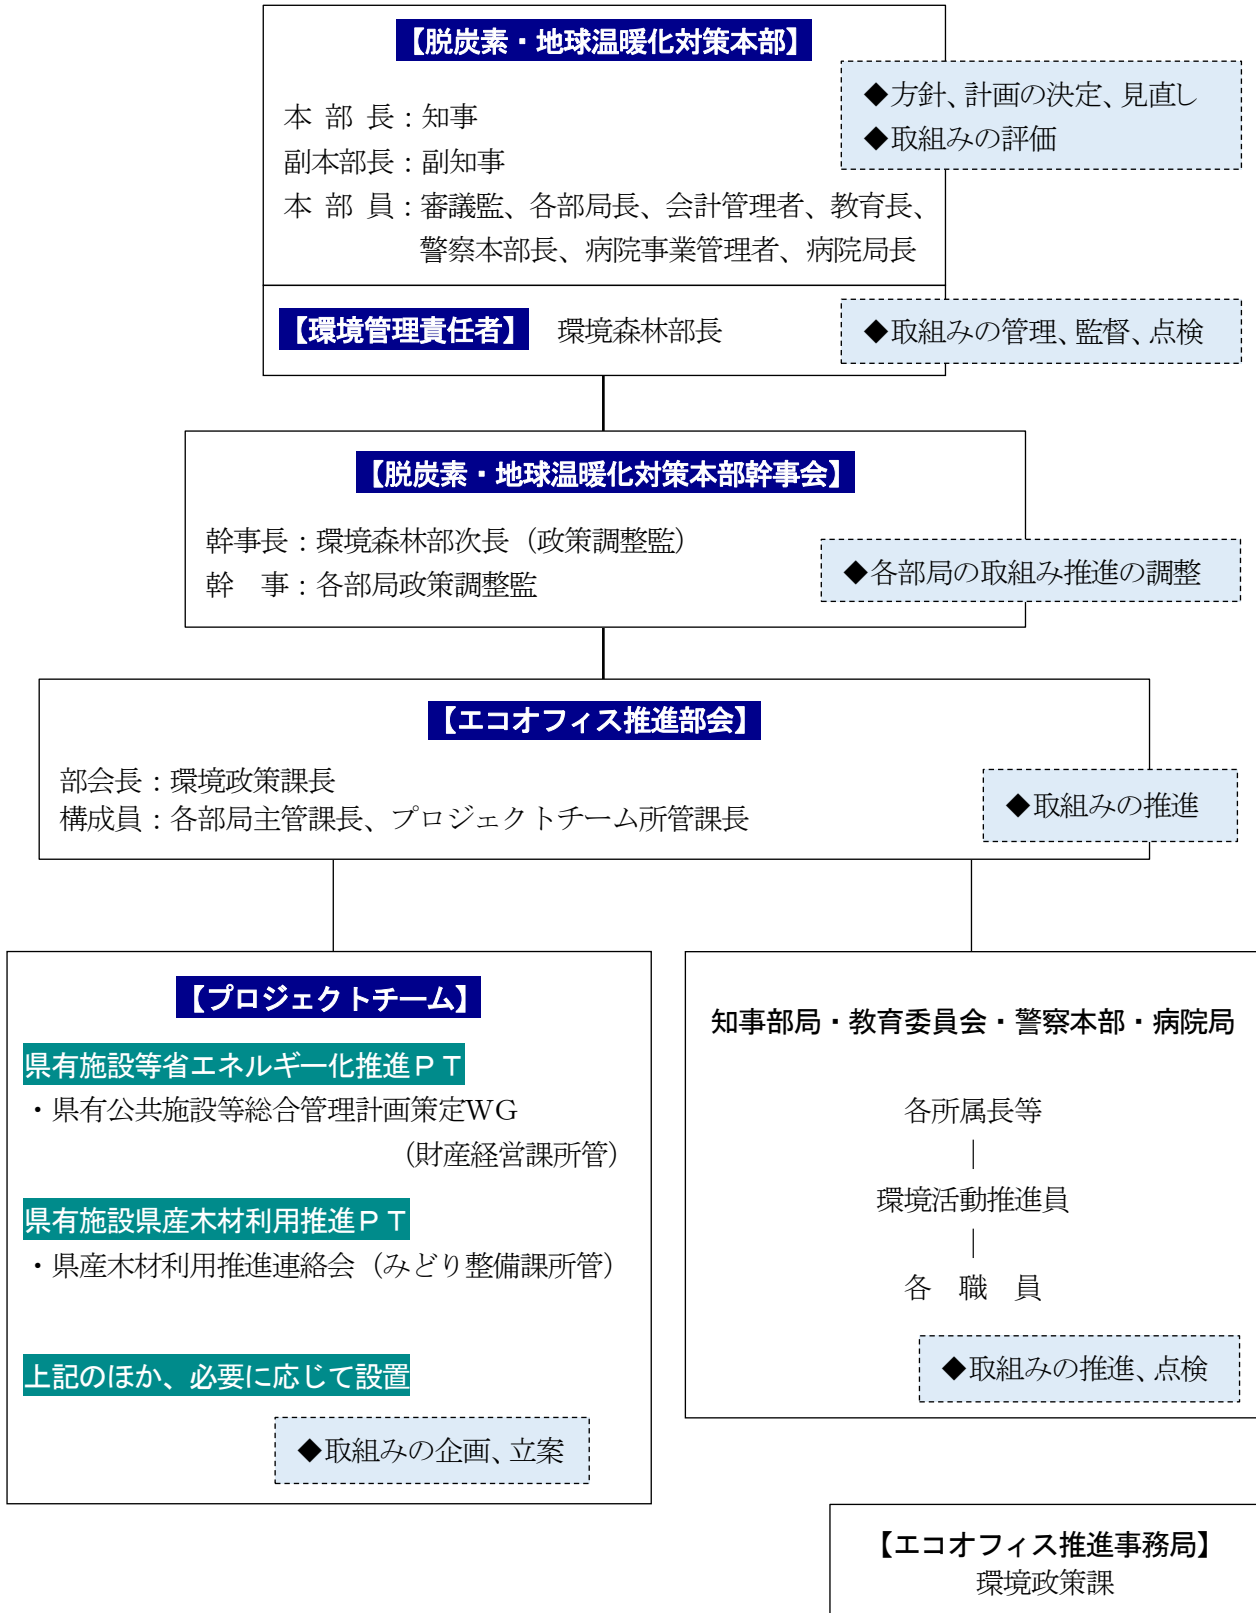 【脱炭素・地球温暖化対策本部】
◆方針、計画の決定、見直し
◆取組みの評価
本 部 長：知事
副本部長：副知事
本 部 員：審議監、各部局長、会計管理者、教育長、
警察本部長、病院事業管理者、病院局長
【環境管理責任者】 環境森林部長
◆取組みの管理、監督、点検
【脱炭素・地球温暖化対策本部幹事会】
幹事長：環境森林部次長（政策調整監）
幹　事：各部局政策調整監
◆各部局の取組み推進の調整
【エコオフィス推進部会】
部会長：環境政策課長
構成員：各部局主管課長、プロジェクトチーム所管課長
◆取組みの推進
【プロジェクトチーム】
県有施設等省エネルギー化推進ＰＴ
・県有公共施設等総合管理計画策定WG
（財産経営課所管）
県有施設県産木材利用推進ＰＴ
・県産木材利用推進連絡会（みどり整備課所管）
上記のほか、必要に応じて設置
◆取組みの企画、立案
知事部局・教育委員会・警察本部・病院局
各所属長等
環境活動推進員
各　職　員
◆取組みの推進、点検
【エコオフィス推進事務局】
環境政策課